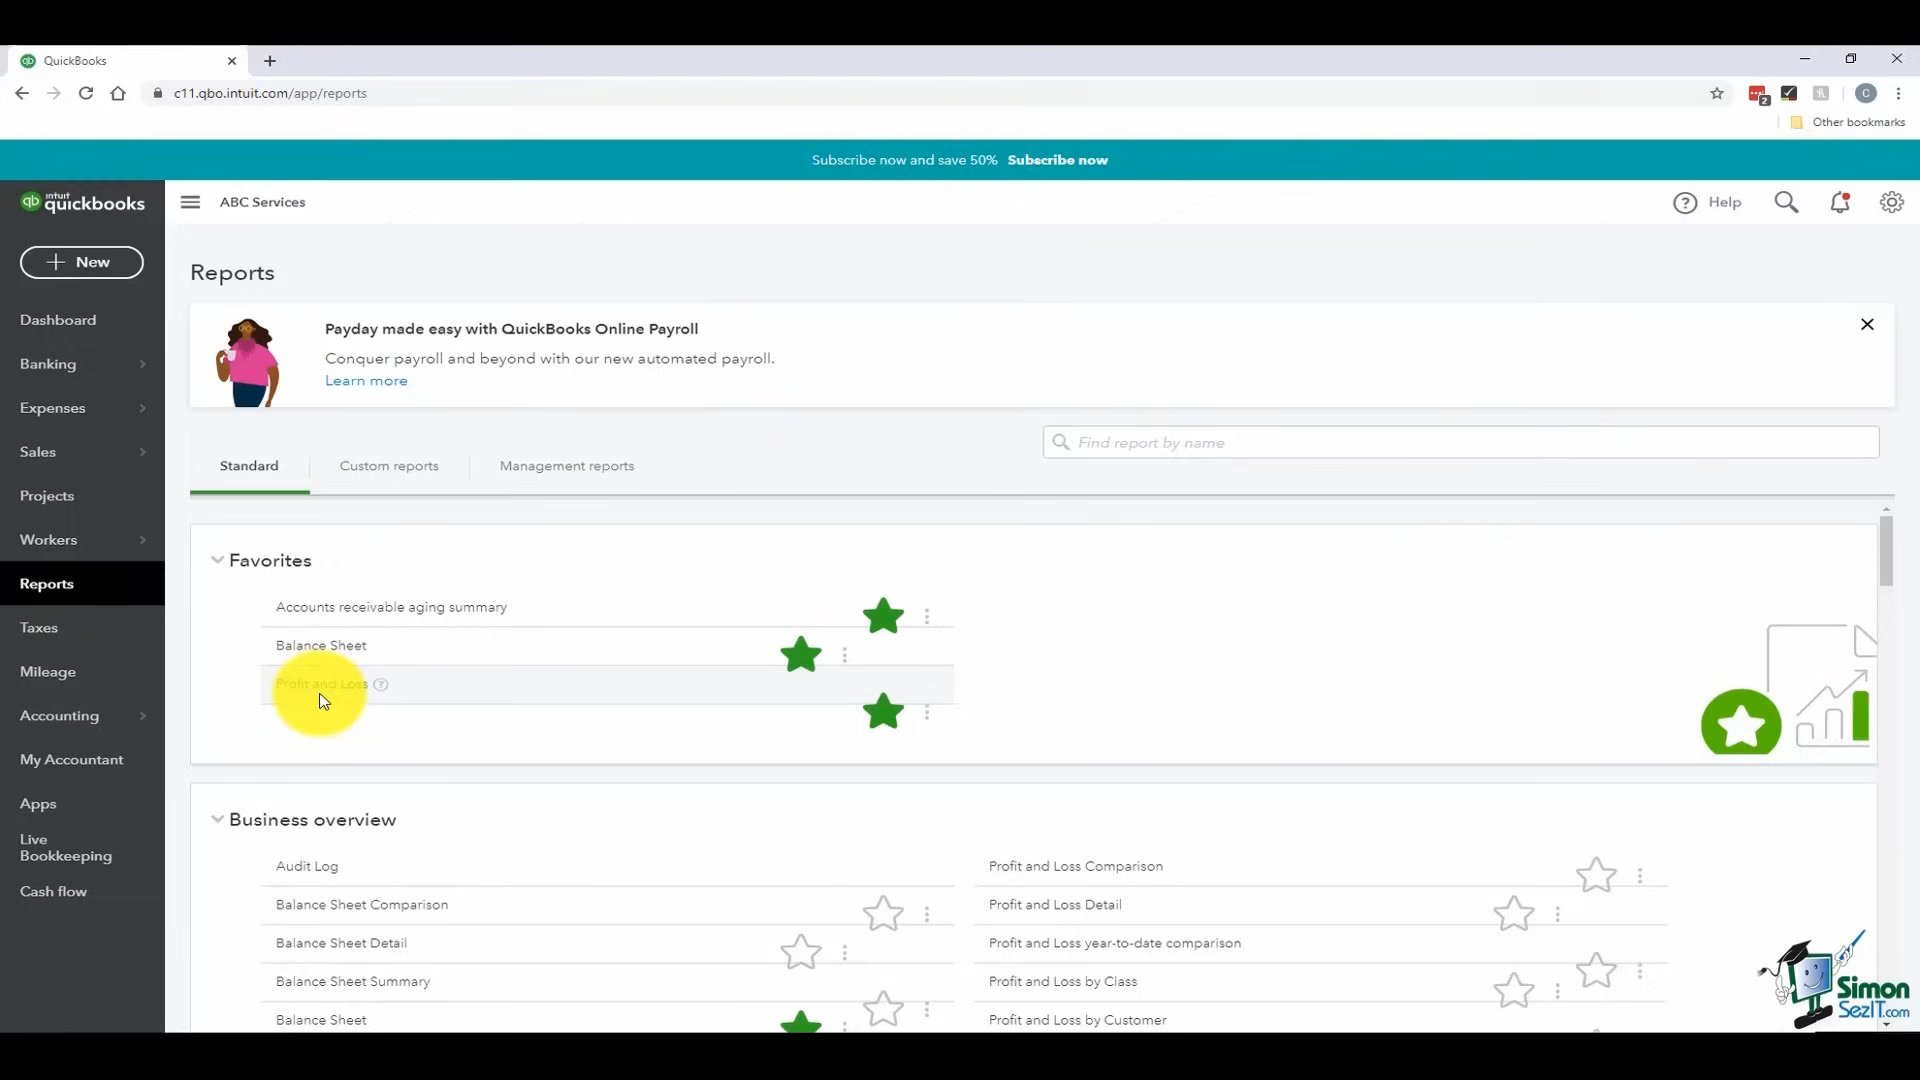 QuickBooks
c11.qbo.intuit.com/app/reports
2
C
Other bookmarks
Subscribe now and save 50% Subscribe now
intuit
qb quickbooks
ABC Services
? Help
+ New
Dashboard
Banking
Expenses
Sales
Projects
Workers
Reports
Taxes
Mileage
Accounting
My Accountant
Apps
Live
Bookkeeping
Cash flow
Reports
Payday made easy with QuickBooks Online Payroll
Conquer payroll and beyond with our new automated payroll.
Learn more
Find report by name
Standard
Custom reports
Management reports
Favorites
Accounts receivable aging summary
Balance Sheet
Profit and Loss ?
Business overview
Audit Log
Balance Sheet Comparison
Balance Sheet Detail
Balance Sheet Summary
Balance Sheet
Profit and Loss Comparison
Profit and Loss Detail
Profit and Loss year-to-date comparison
Profit and Loss by Class
Profit and Loss by Customer
Simon
SezIT.com